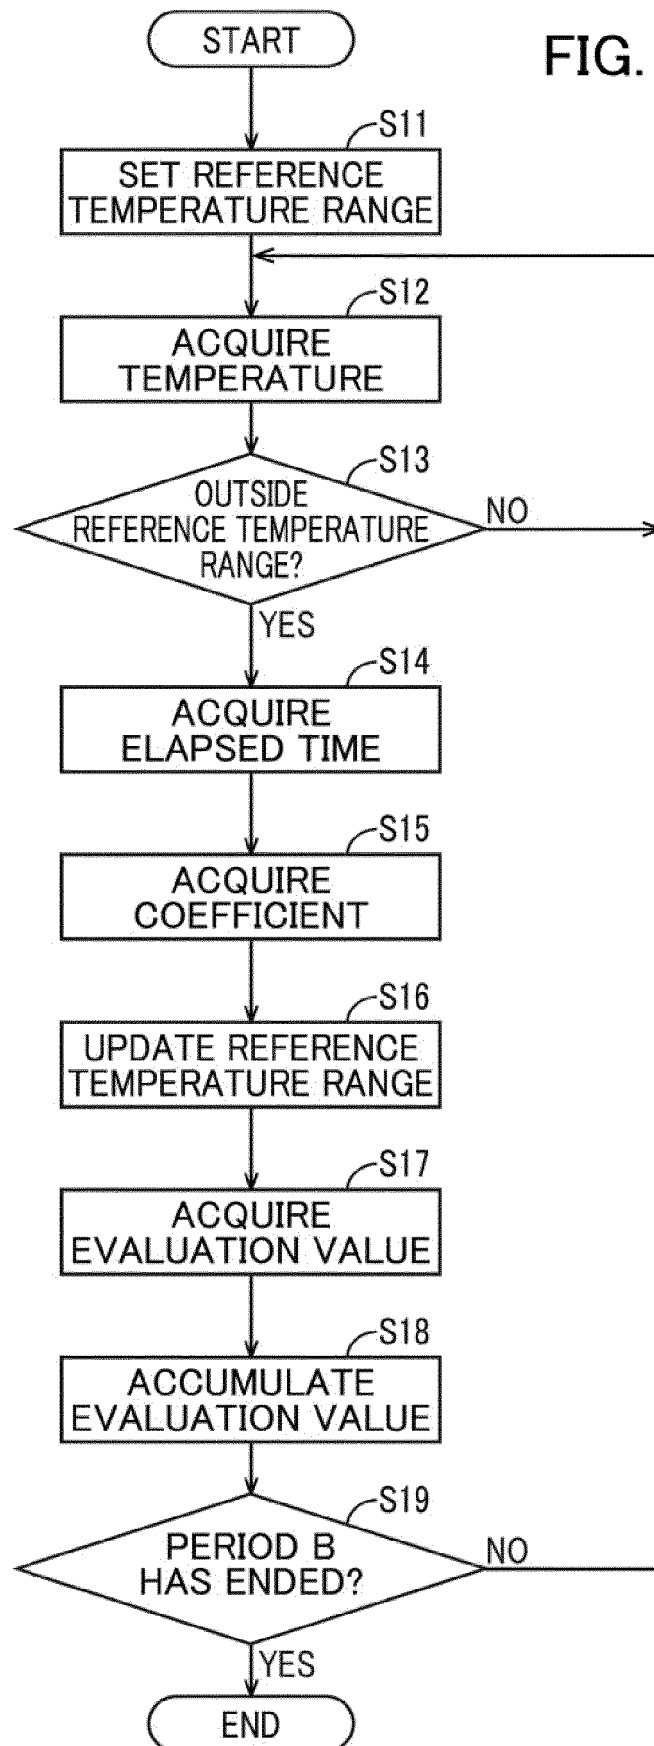 START
FIG.
S11
SET REFERENCE
TEMPERATURE RANGE
S12
ACQUIRE
TEMPERATURE
S13
OUTSIDE
REFERENCE TEMPERATURE
RANGE?
NO
YES
S14
ACQUIRE
ELAPSED TIME
S15
ACQUIRE
COEFFICIENT
S16
UPDATE REFERENCE
TEMPERATURE RANGE
S17
ACQUIRE
EVALUATION VALUE
S18
ACCUMULATE
EVALUATION VALUE
S19
PERIOD B
HAS ENDED?
NO
YES
END